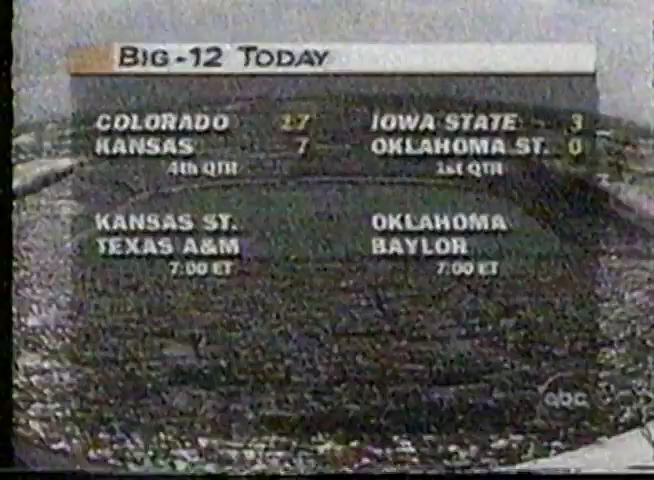 BIG-12 TODAY
COLORADO 17
KANSAS 7
4th QTR
IOWA STATE 3
OKLAHOMA ST. 0
1st QTR
KANSAS ST.
TEXAS A&M
7:00 ET
OKLAHOMA
BAYLOR
7:00 ET
abc